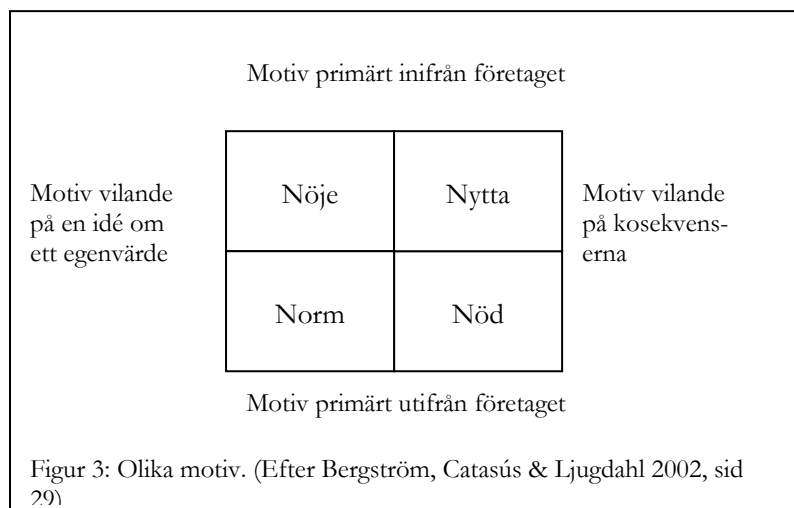 Motiv primärt inifrån företaget
Motiv vilande
på en idé om
ett egenvärde
Nöje
Nytta
Motiv vilande
på kosekvens-
erna
Norm
Nöd
Motiv primärt utifrån företaget
Figur 3: Olika motiv. (Efter Bergström, Catasús & Ljugdahl 2002, sid
29)